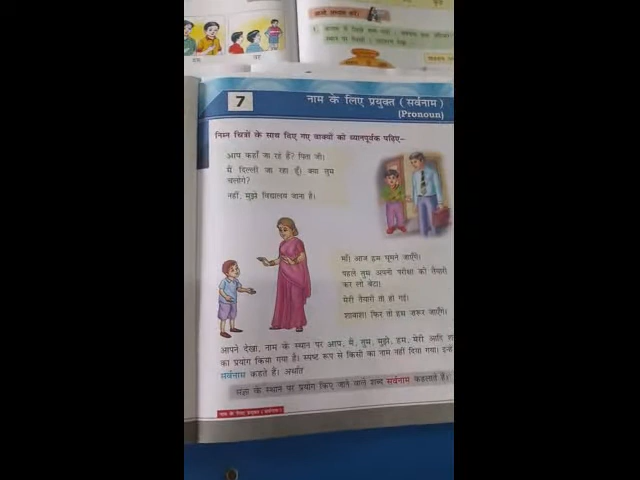 7
नाम के लिए प्रयुक्त (सर्वनाम)
(Pronoun)
निम्न चित्रों के साथ दिए गए वाक्यों को ध्यानपूर्वक पढ़िए–
आप कहाँ जा रहे हैं? पिता जी।
मैं दिल्ली जा रहा हूँ। क्या तुम
चलोगे?
नहीं, मुझे विद्यालय जाना है।
माँ! आज हम घूमने जाएँगे।
पहले तुम अपनी परीक्षा की तैयारी
कर लो बेटा।
मेरी तैयारी तो हो गई।
शाबाश! फिर तो हम जरूर जाएँगे।
आपने देखा, नाम के स्थान पर आप, मैं, तुम, मुझे, हम, मेरी आदि
का प्रयोग किया गया है। स्पष्ट रूप से किसी का नाम नहीं दिया गया। इन्हें
सर्वनाम कहते हैं। अर्थात
संज्ञा के स्थान पर प्रयोग किए जाने वाले शब्द सर्वनाम कहलाते हैं।
नाम के लिए प्रयुक्त (सर्वनाम)